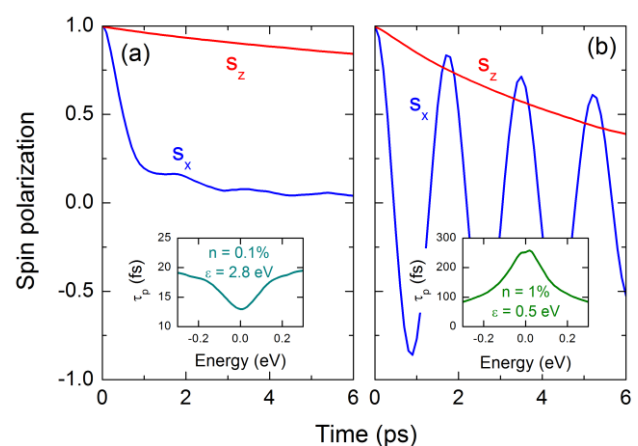 1.0
0.5
0.0
-0.5
-1.0
Spin polarization
(a)
s_z
s_x
n = 0.1%
ε = 2.8 eV
25
20
15
10
τ_p (fs)
-0.2 0.0 0.2
Energy (eV)
0 2 4 6
(b)
s_z
s_x
n = 1%
ε = 0.5 eV
300
200
100
0
τ_p (fs)
-0.2 0.0 0.2
Energy (eV)
0 2 4 6
Time (ps)